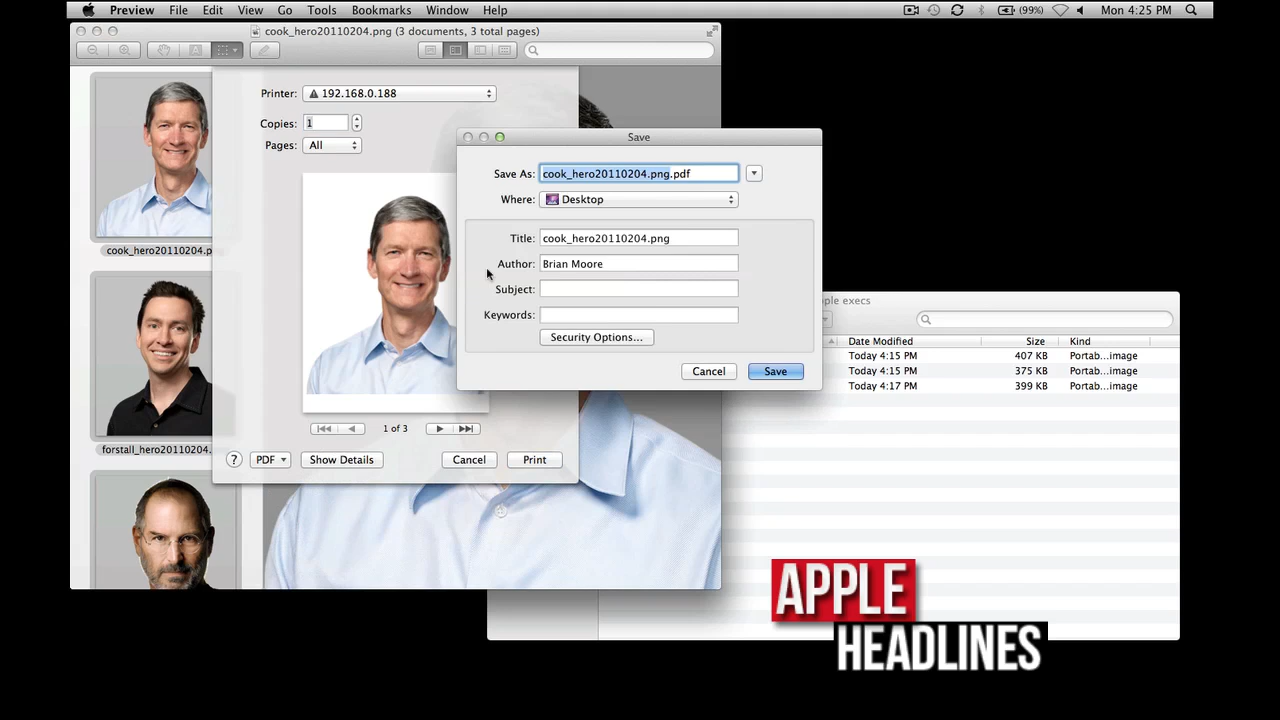 Preview File Edit View Go Tools Bookmarks Window Help (99%) Mon 4:25 PM
cook_hero20110204.png (3 documents, 3 total pages)
Printer: 192.168.0.188
Copies: 1
Pages: All
cook_hero20110204.p
forstall_hero20110204.
1 of 3
? PDF Show Details Cancel Print
Save
Save As: cook_hero20110204.png.pdf
Where: Desktop
Title: cook_hero20110204.png
Author: Brian Moore
Subject:
Keywords:
Security Options...
Cancel Save
ple execs
Date Modified Size Kind
Today 4:15 PM 407 KB Portab...image
Today 4:15 PM 375 KB Portab...image
Today 4:17 PM 399 KB Portab...image
APPLE
HEADLINES